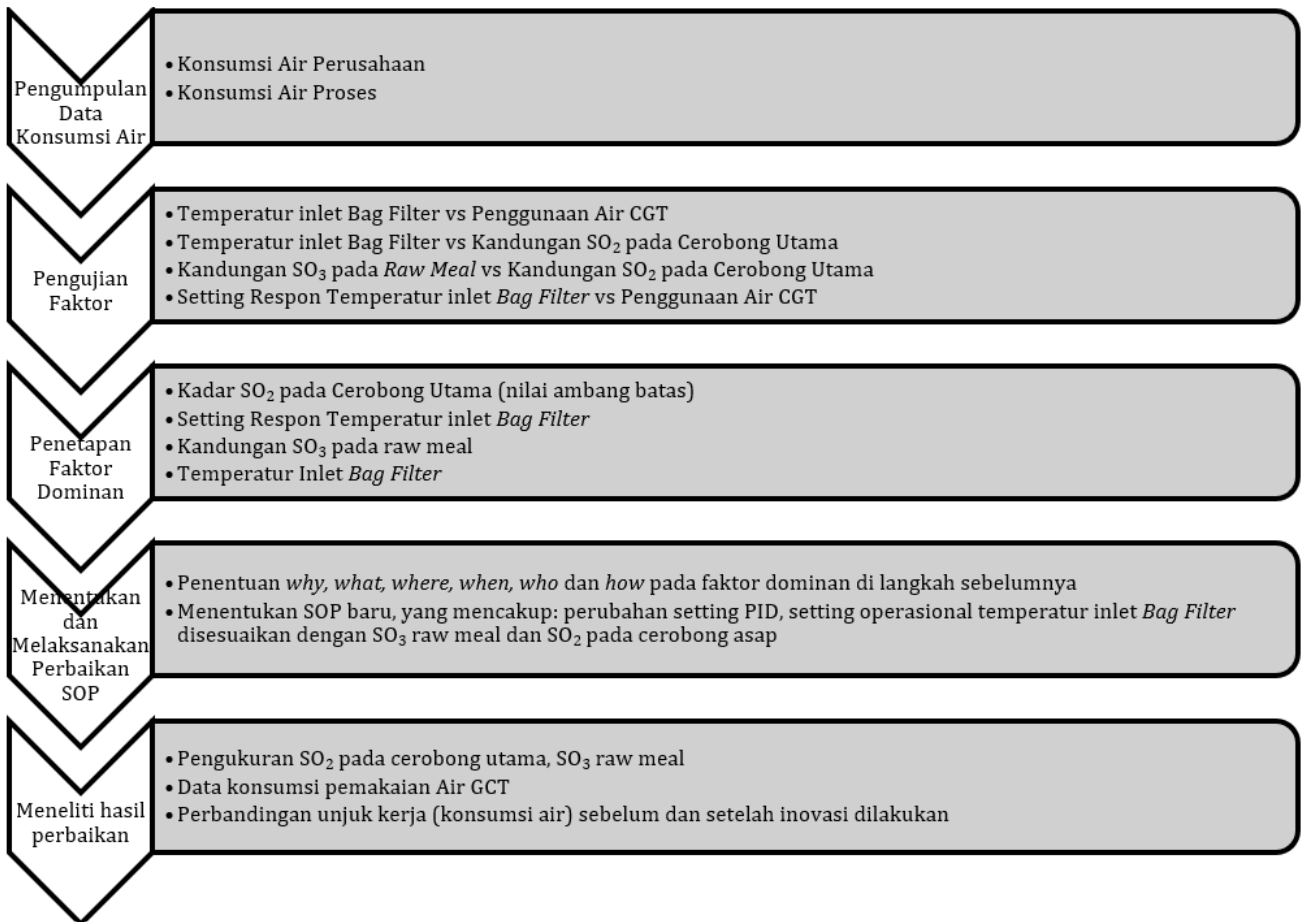 Pengumpulan
Data
Konsumsi Air
• Konsumsi Air Perusahaan
• Konsumsi Air Proses
Pengujian
Faktor
• Temperatur inlet Bag Filter vs Penggunaan Air CGT
• Temperatur inlet Bag Filter vs Kandungan SO₂ pada Cerobong Utama
• Kandungan SO₃ pada Raw Meal vs Kandungan SO₂ pada Cerobong Utama
• Setting Respon Temperatur inlet Bag Filter vs Penggunaan Air CGT
Penetapan
Faktor
Dominan
• Kadar SO₂ pada Cerobong Utama (nilai ambang batas)
• Setting Respon Temperatur inlet Bag Filter
• Kandungan SO₃ pada raw meal
• Temperatur Inlet Bag Filter
Menentukan
dan
Melaksanakan
Perbaikan
SOP
• Penentuan why, what, where, when, who dan how pada faktor dominan di langkah sebelumnya
• Menentukan SOP baru, yang mencakup: perubahan setting PID, setting operasional temperatur inlet Bag Filter
disesuaikan dengan SO₃ raw meal dan SO₂ pada cerobong asap
Meneliti hasil
perbaikan
• Pengukuran SO₂ pada cerobong utama, SO₃ raw meal
• Data konsumsi pemakaian Air GCT
• Perbandingan unjuk kerja (konsumsi air) sebelum dan setelah inovasi dilakukan